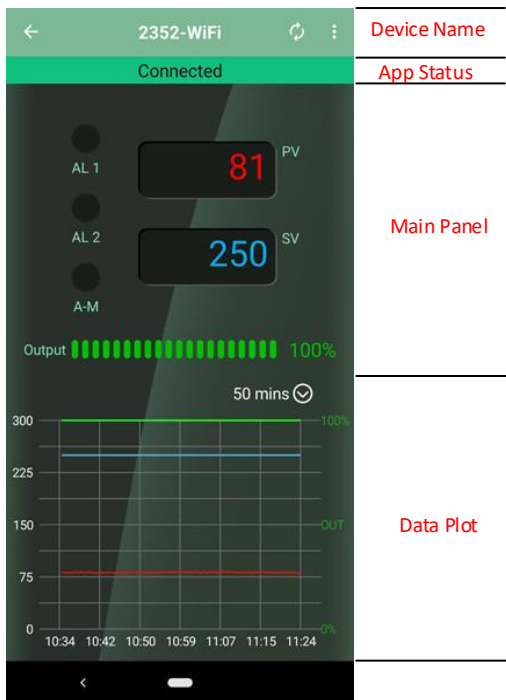 2352-WiFi
Device Name
Connected
App Status
AL 1
81
PV
AL 2
250
SV
Main Panel
A-M
Output
100%
50 mins
300
100%
225
150
OUT
Data Plot
75
0
0%
10:34 10:42 10:50 10:59 11:07 11:15 11:24